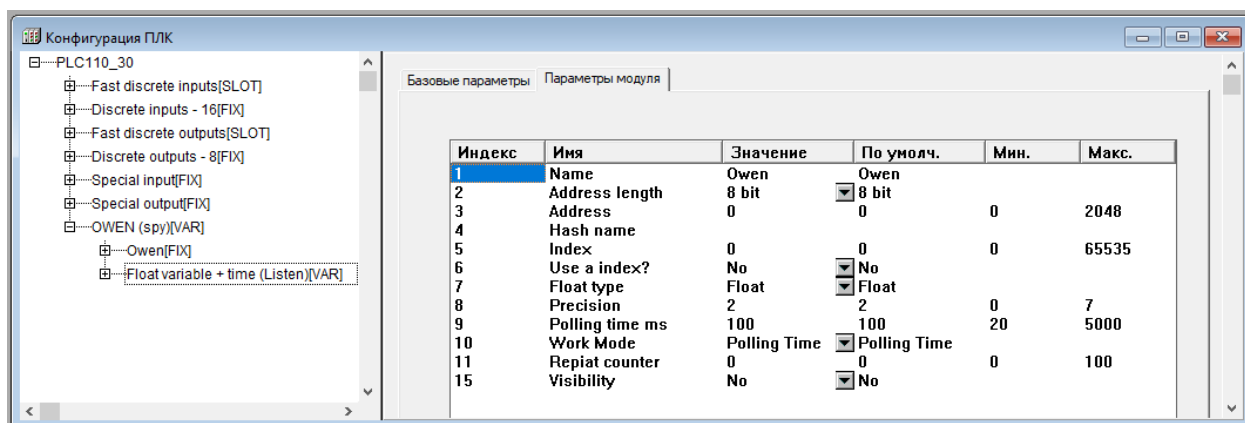 Конфигурация ПЛК
PLC110_30
Fast discrete inputs[SLOT]
Discrete inputs - 16[FIX]
Fast discrete outputs[SLOT]
Discrete outputs - 8[FIX]
Special input[FIX]
Special output[FIX]
OWEN (spy)[VAR]
Owen[FIX]
Float variable + time (Listen)[VAR]
Базовые параметры Параметры модуля
Индекс Имя Значение По умолч. Мин. Макс.
1 Name Owen Owen
2 Address length 8 bit 8 bit
3 Address 0 0 0 2048
4 Hash name
5 Index 0 0 0 65535
6 Use a index? No No
7 Float type Float Float
8 Precision 2 2 0 7
9 Polling time ms 100 100 20 5000
10 Work Mode Polling Time Polling Time
11 Repiat counter 0 0 0 100
15 Visibility No No